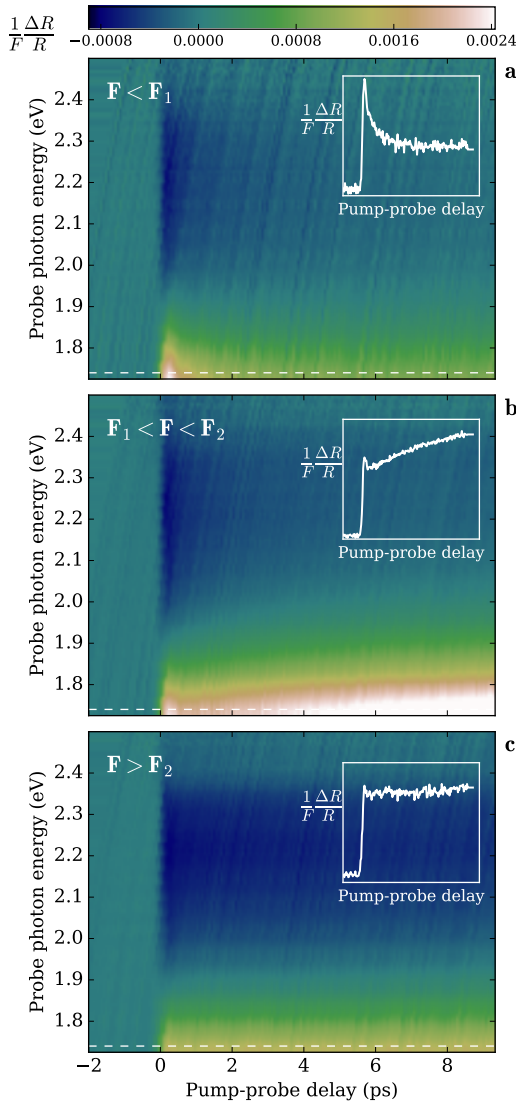 1/F ΔR/R
−0.0008 0.0000 0.0008 0.0016 0.0024
a
F < F₁
1/F ΔR/R
Pump-probe delay
Probe photon energy (eV)
2.4
2.3
2.2
2.1
2.0
1.9
1.8
b
F₁ < F < F₂
1/F ΔR/R
Pump-probe delay
Probe photon energy (eV)
2.4
2.3
2.2
2.1
2.0
1.9
1.8
c
F > F₂
1/F ΔR/R
Pump-probe delay
Probe photon energy (eV)
2.4
2.3
2.2
2.1
2.0
1.9
1.8
−2 0 2 4 6 8
Pump-probe delay (ps)